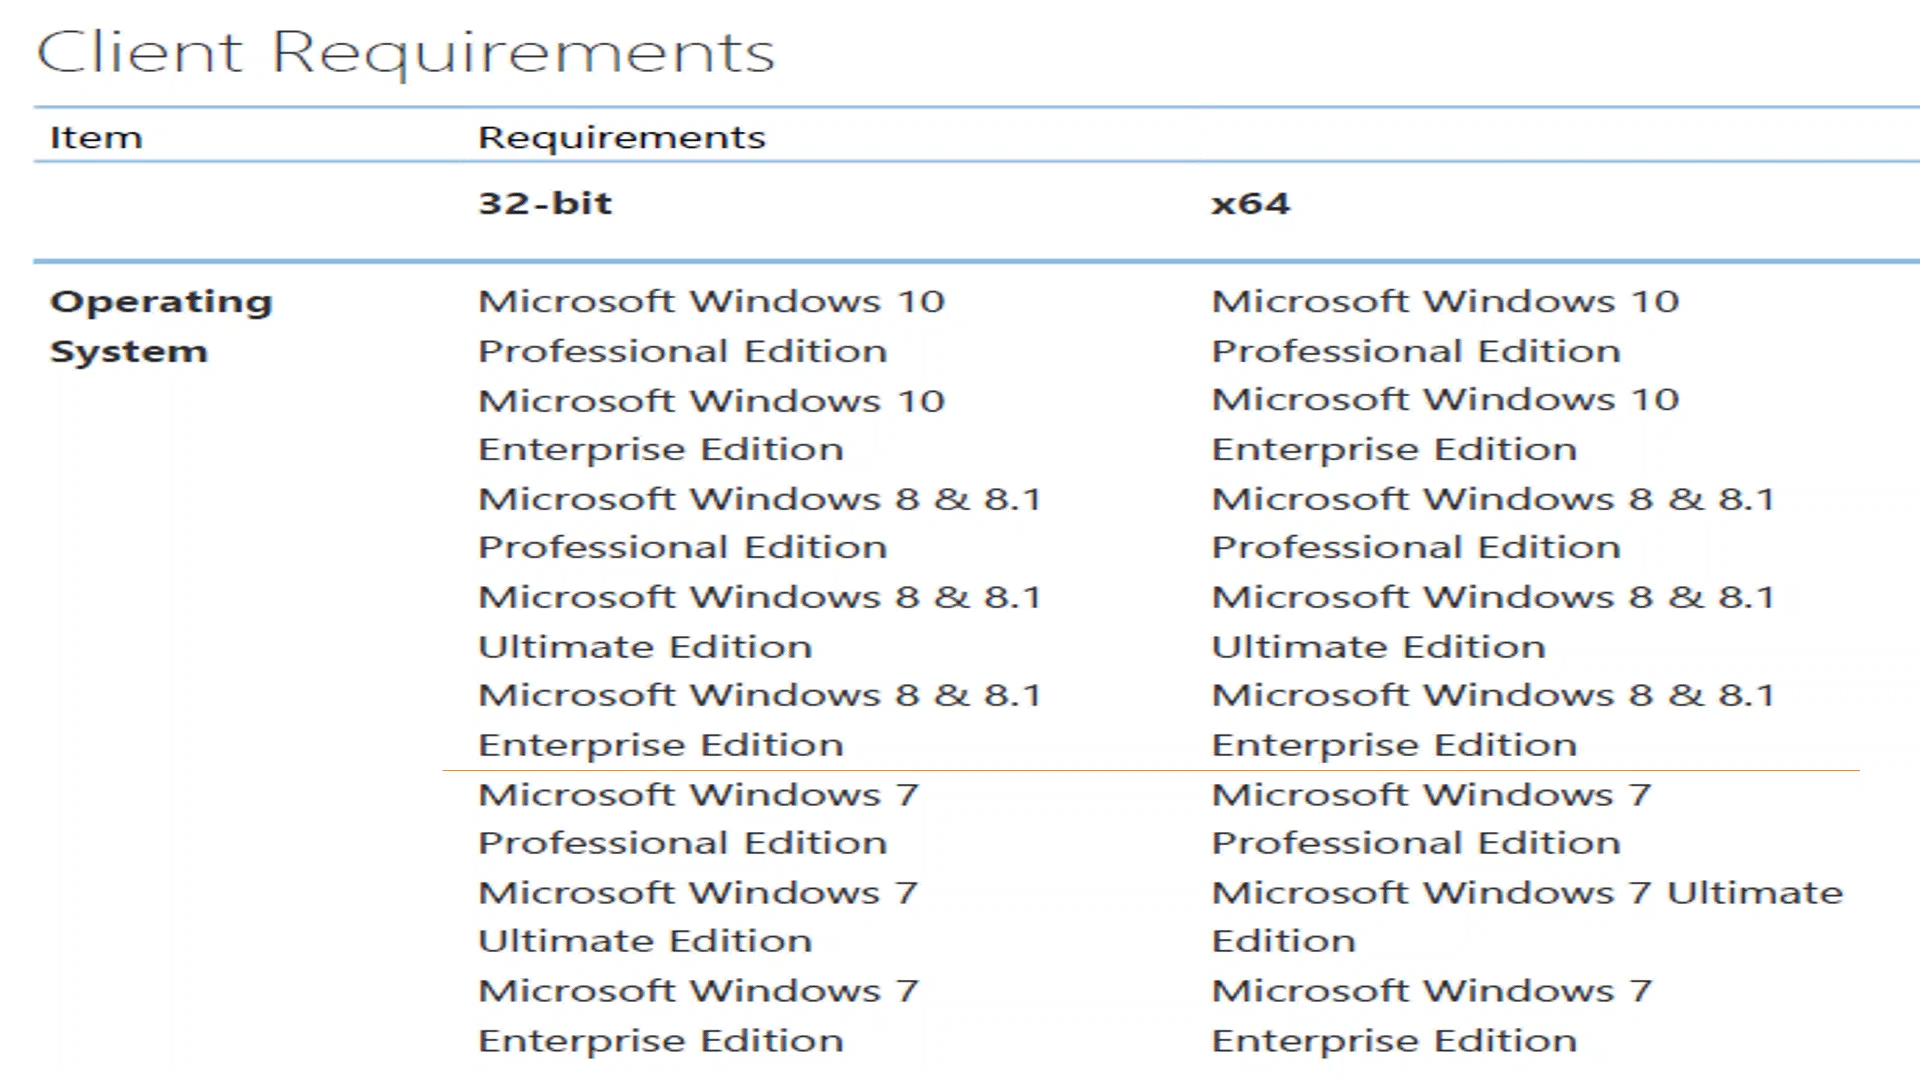 Client Requirements
Item Requirements
32-bit x64
Operating Microsoft Windows 10 Microsoft Windows 10
System Professional Edition Professional Edition
Microsoft Windows 10 Microsoft Windows 10
Enterprise Edition Enterprise Edition
Microsoft Windows 8 & 8.1 Microsoft Windows 8 & 8.1
Professional Edition Professional Edition
Microsoft Windows 8 & 8.1 Microsoft Windows 8 & 8.1
Ultimate Edition Ultimate Edition
Microsoft Windows 8 & 8.1 Microsoft Windows 8 & 8.1
Enterprise Edition Enterprise Edition
Microsoft Windows 7 Microsoft Windows 7
Professional Edition Professional Edition
Microsoft Windows 7 Microsoft Windows 7 Ultimate
Ultimate Edition Edition
Microsoft Windows 7 Microsoft Windows 7
Enterprise Edition Enterprise Edition